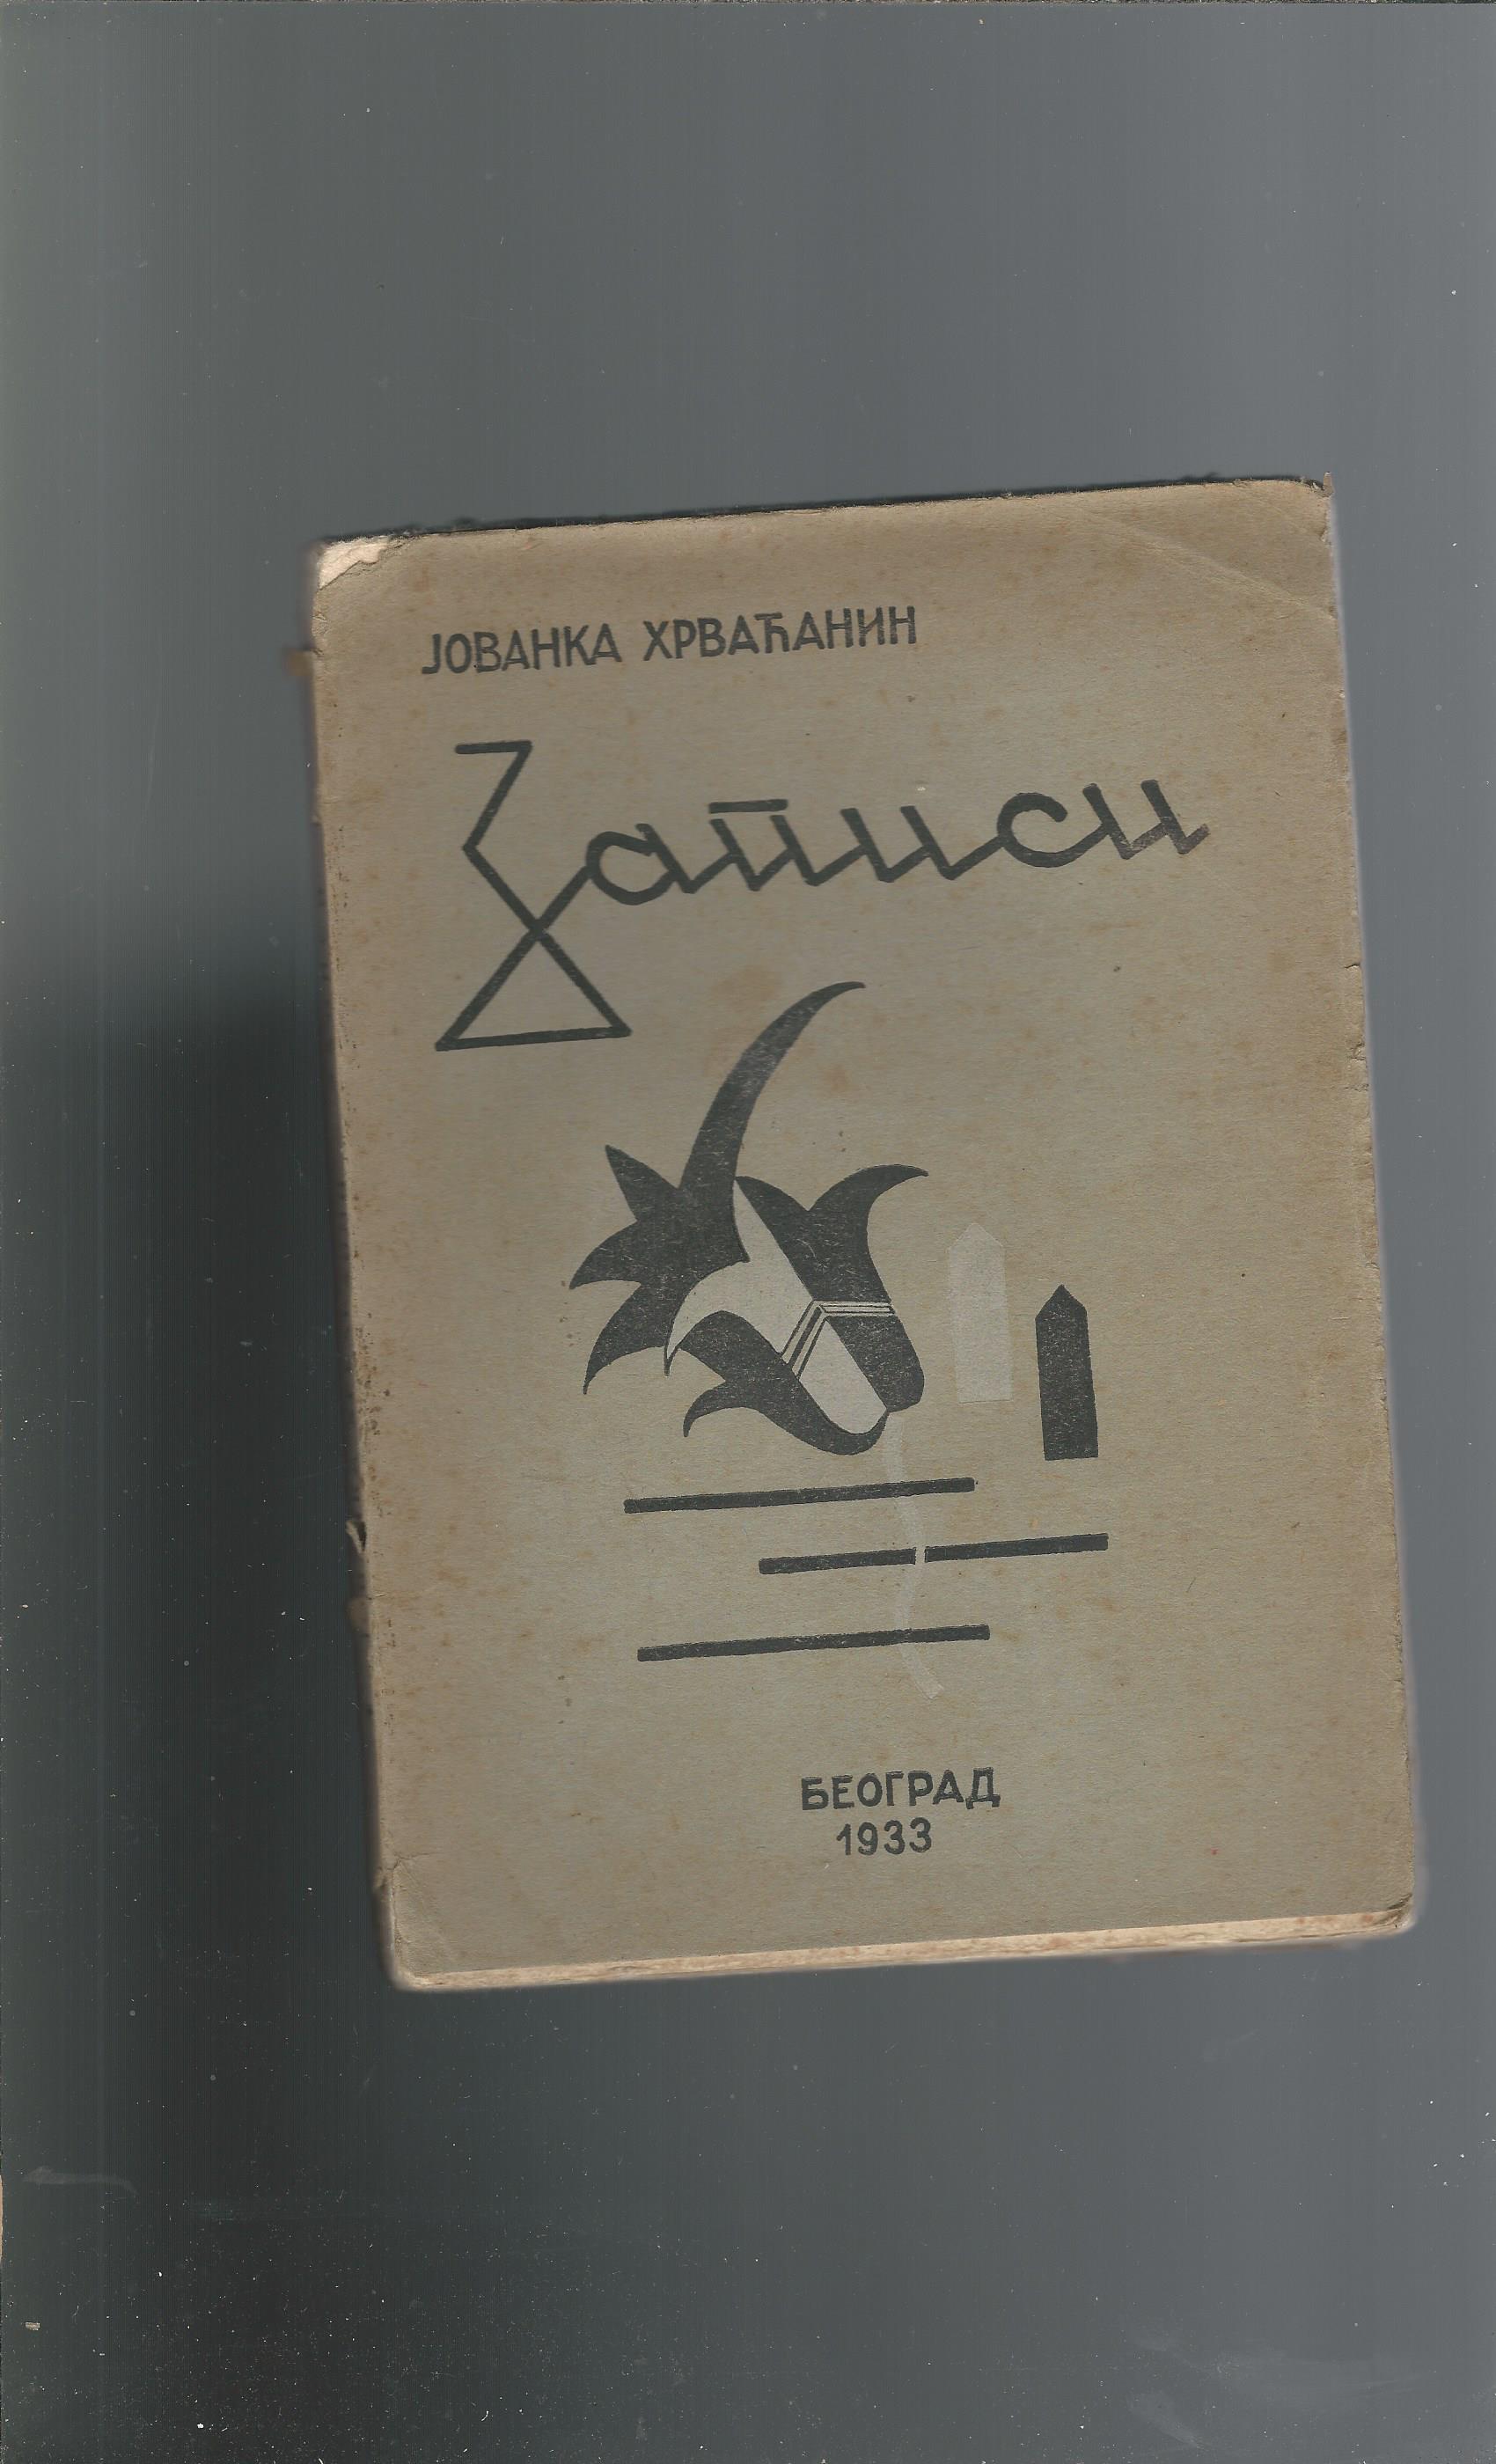 ЈОВАНКА ХРВАЋАНИН
Записи
БЕОГРАД
1933